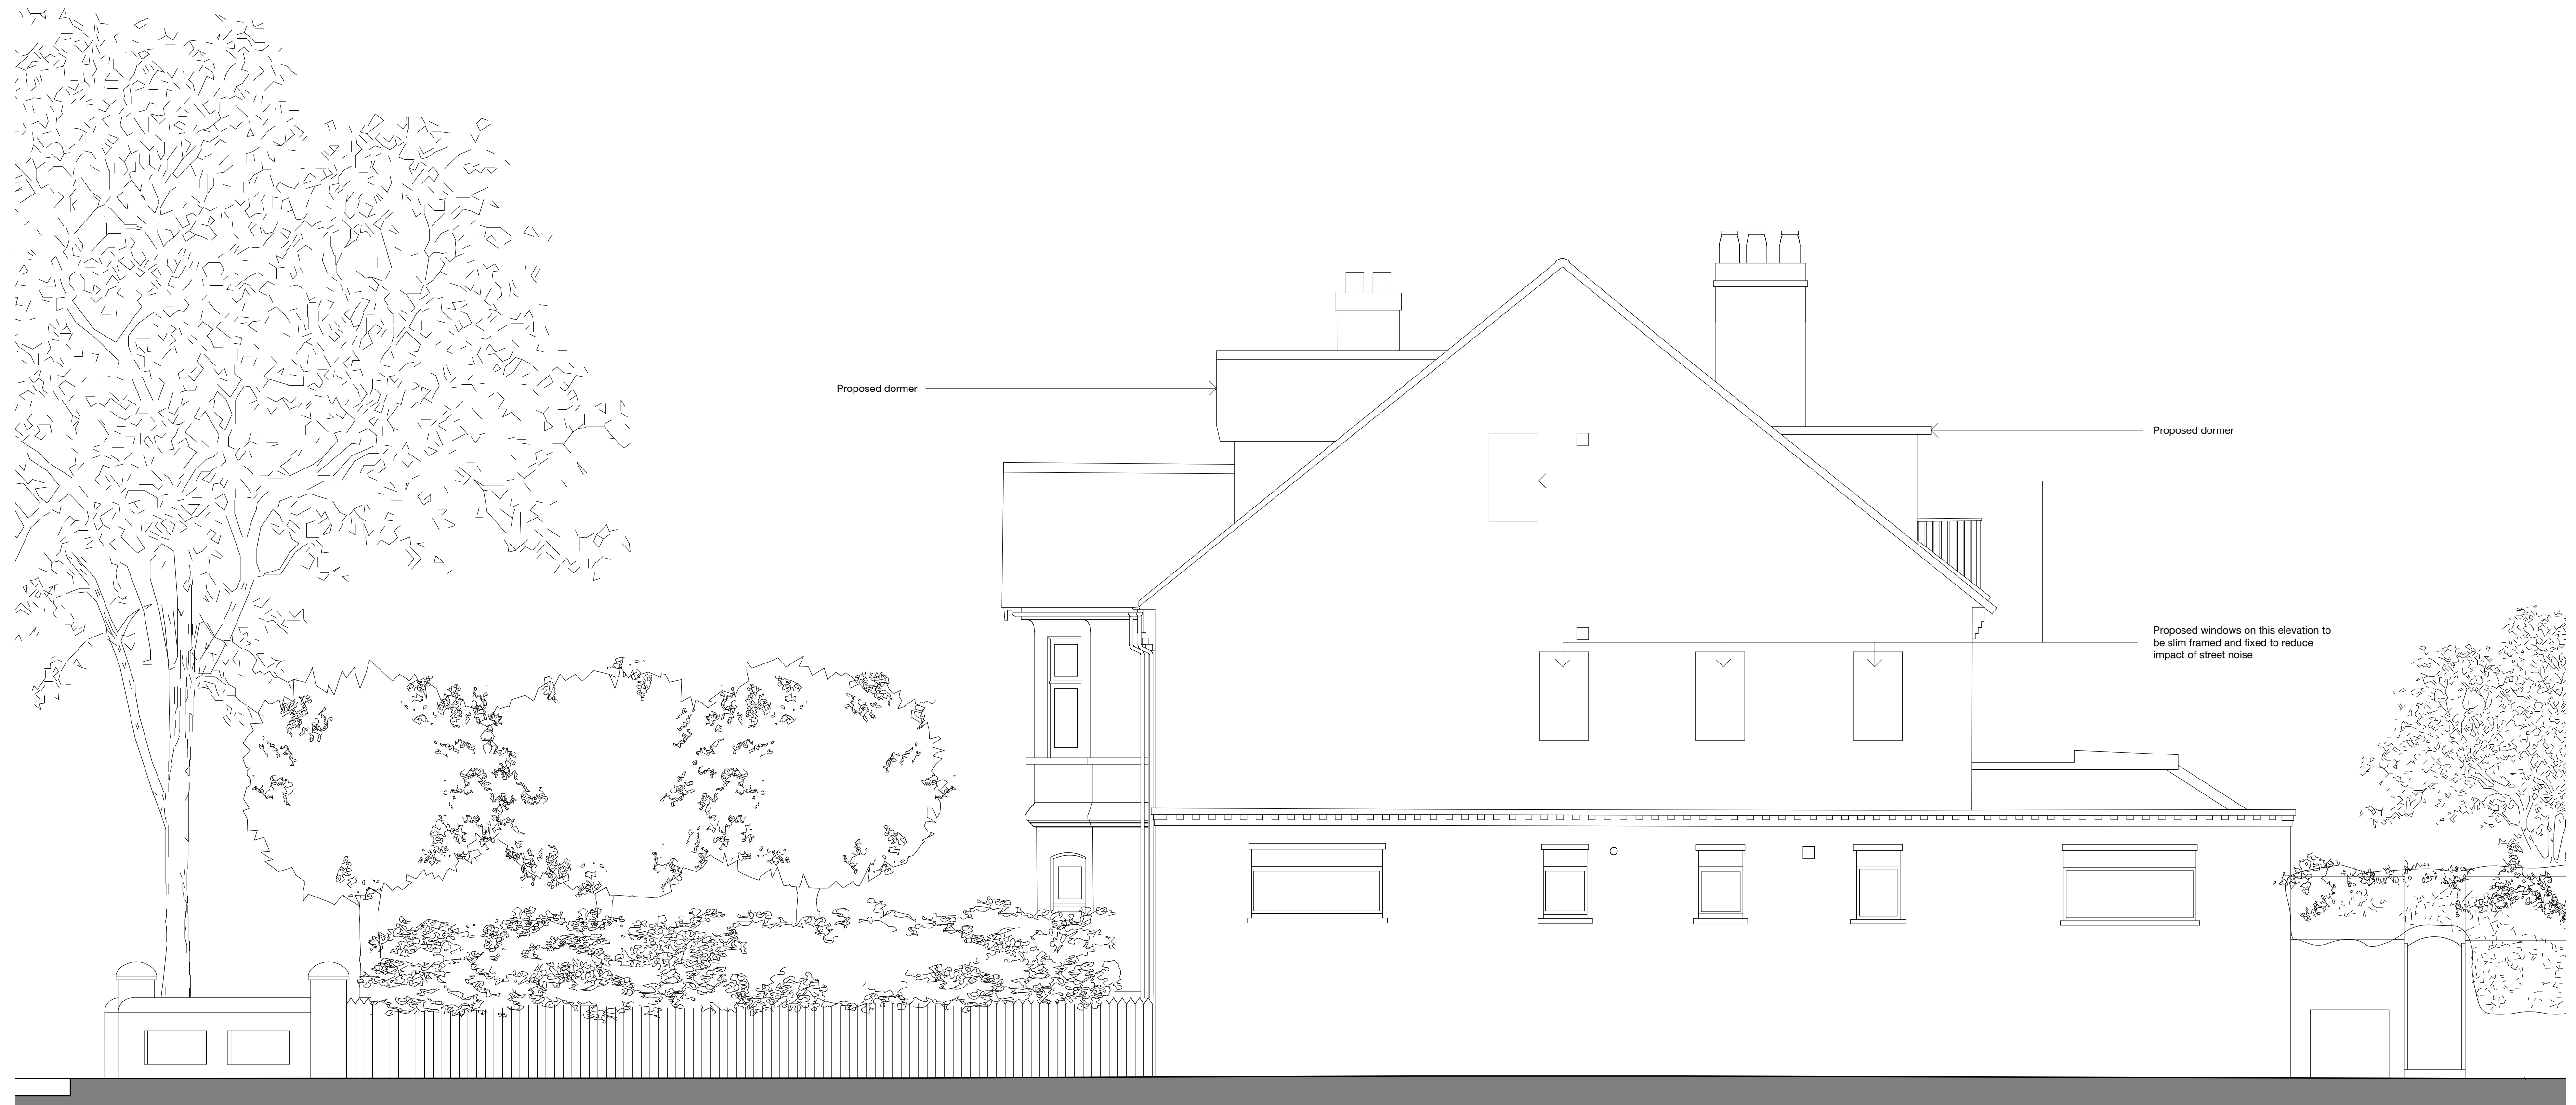 Proposed dormer
Proposed dormer
Proposed windows on this elevation to
be slim framed and fixed to reduce
impact of street noise